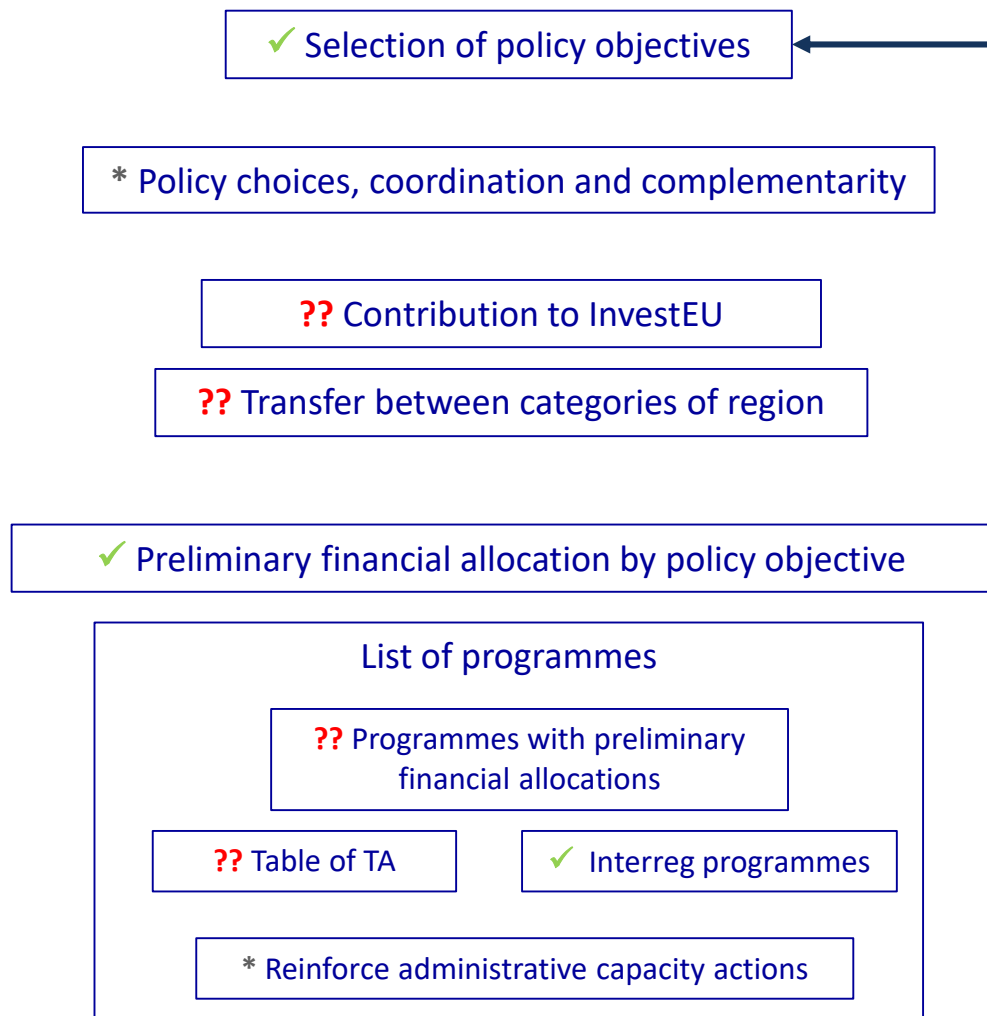 ✓ Selection of policy objectives
* Policy choices, coordination and complementarity
?? Contribution to InvestEU
?? Transfer between categories of region
✓ Preliminary financial allocation by policy objective
List of programmes
?? Programmes with preliminary
financial allocations
?? Table of TA
✓ Interreg programmes
* Reinforce administrative capacity actions